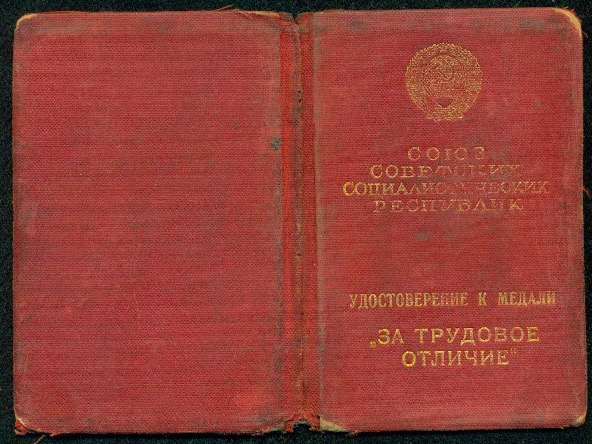 СОЮЗ
СОВЕТСКИХ
СОЦИАЛИСТИЧЕСКИХ
РЕСПУБЛИК
УДОСТОВЕРЕНИЕ К МЕДАЛИ
„ЗА ТРУДОВОЕ
ОТЛИЧИЕ"